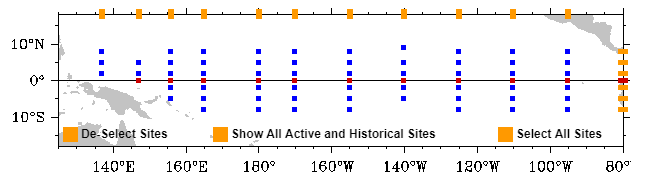 10°N
0°
10°S
De-Select Sites Show All Active and Historical Sites Select All Sites
140°E 160°E 180° 160°W 140°W 120°W 100°W 80°W